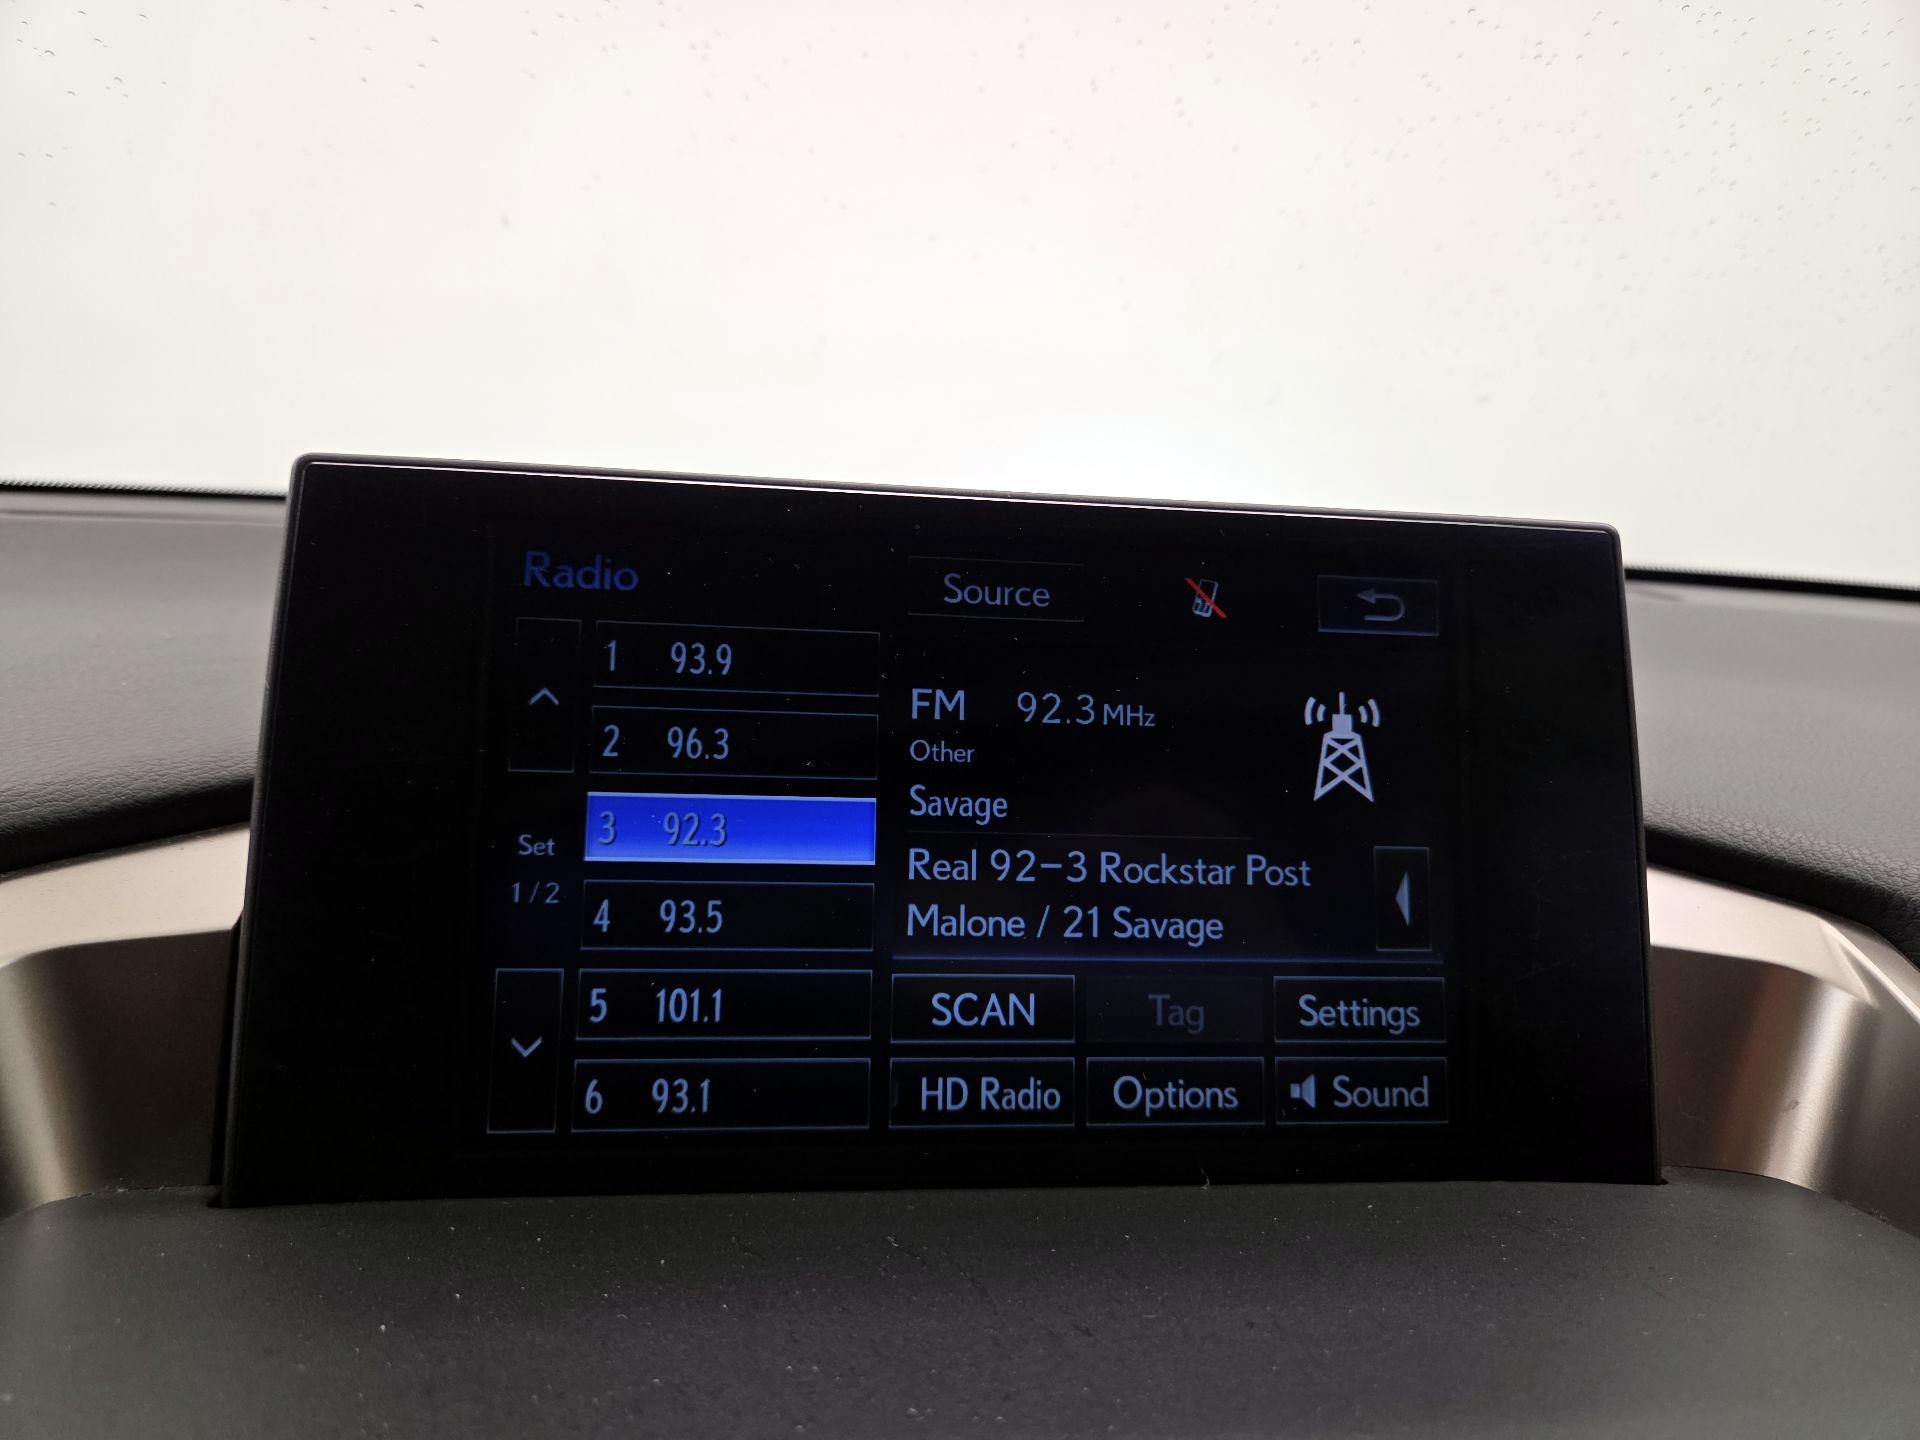 Radio
Source
1 93.9
2 96.3
3 92.3
4 93.5
5 101.1
6 93.1
Set
1 / 2
FM 92.3 MHz
Other
Savage
Real 92-3 Rockstar Post
Malone / 21 Savage
SCAN
Tag
Settings
HD Radio
Options
Sound